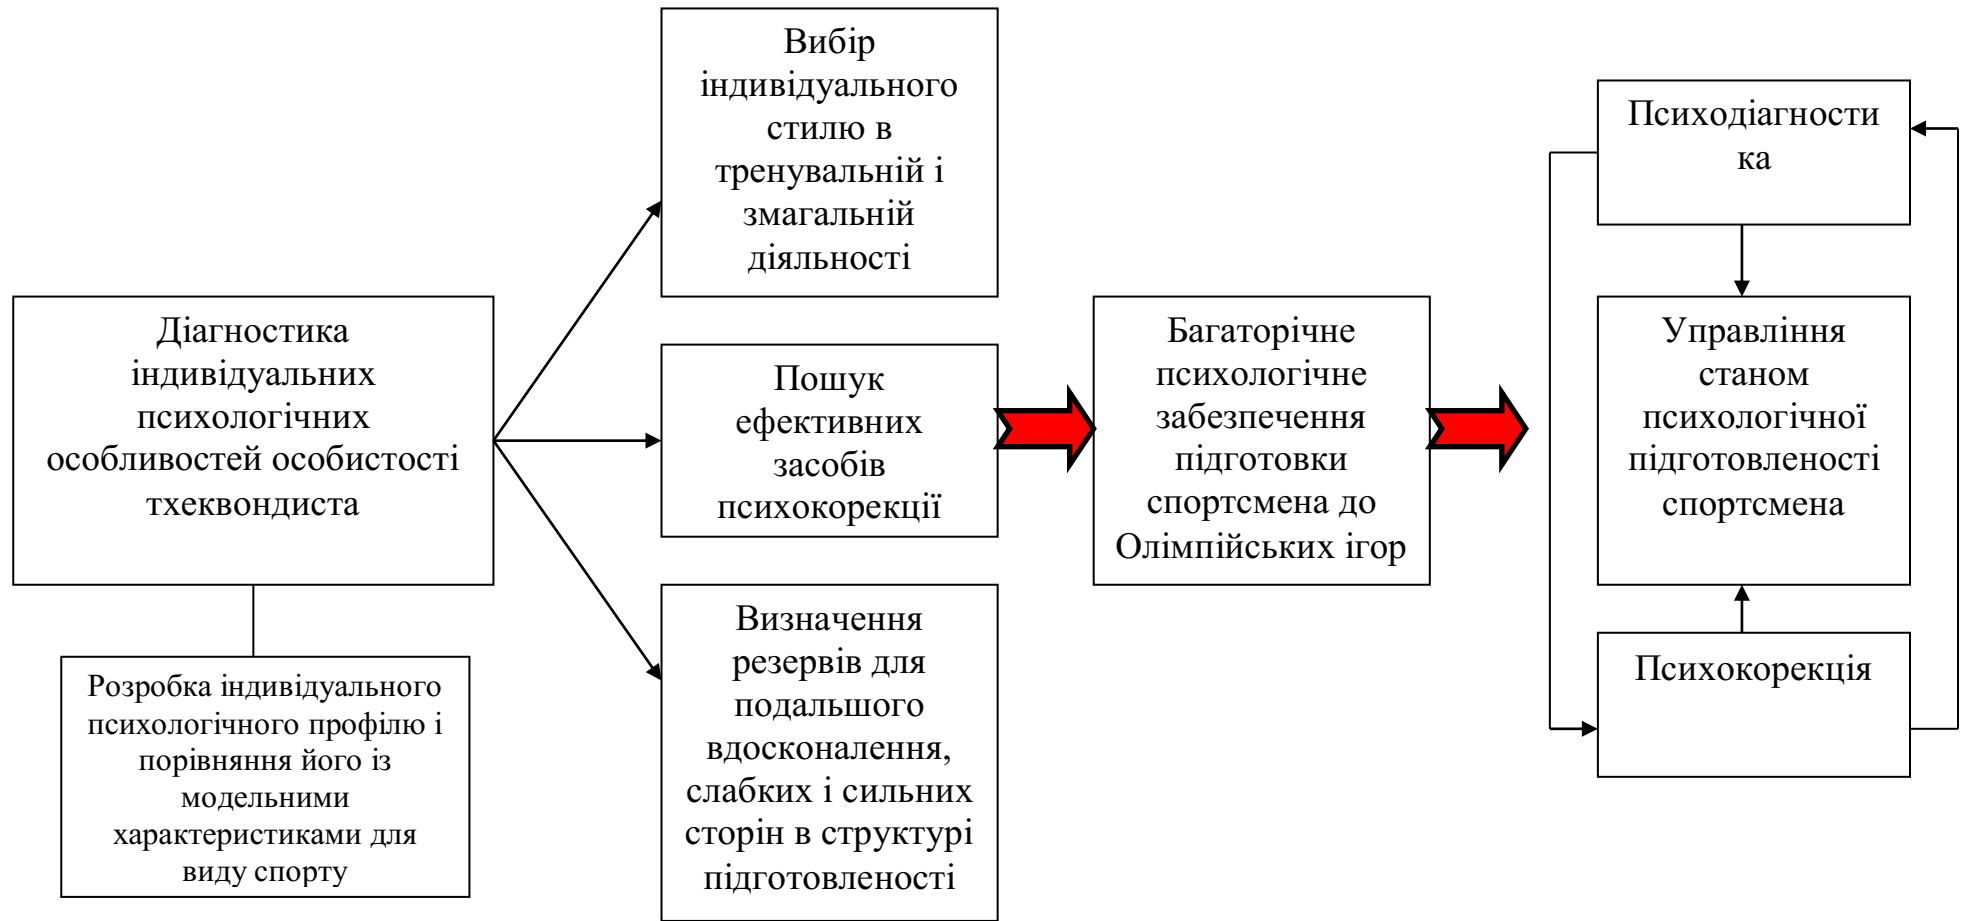 Діагностика
індивідуальних
психологічних
особливостей особистості
тхеквондиста
Розробка індивідуального
психологічного профілю і
порівняння його із
модельними
характеристиками для
виду спорту
Вибір
індивідуального
стилю в
тренувальній і
змагальній
діяльності
Пошук
ефективних
засобів
психокорекції
Визначення
резервів для
подальшого
вдосконалення,
слабких і сильних
сторін в структурі
підготовленості
Багаторічне
психологічне
забезпечення
підготовки
спортсмена до
Олімпійських ігор
Психодіагности
ка
Управління
станом
психологічної
підготовленості
спортсмена
Психокорекція